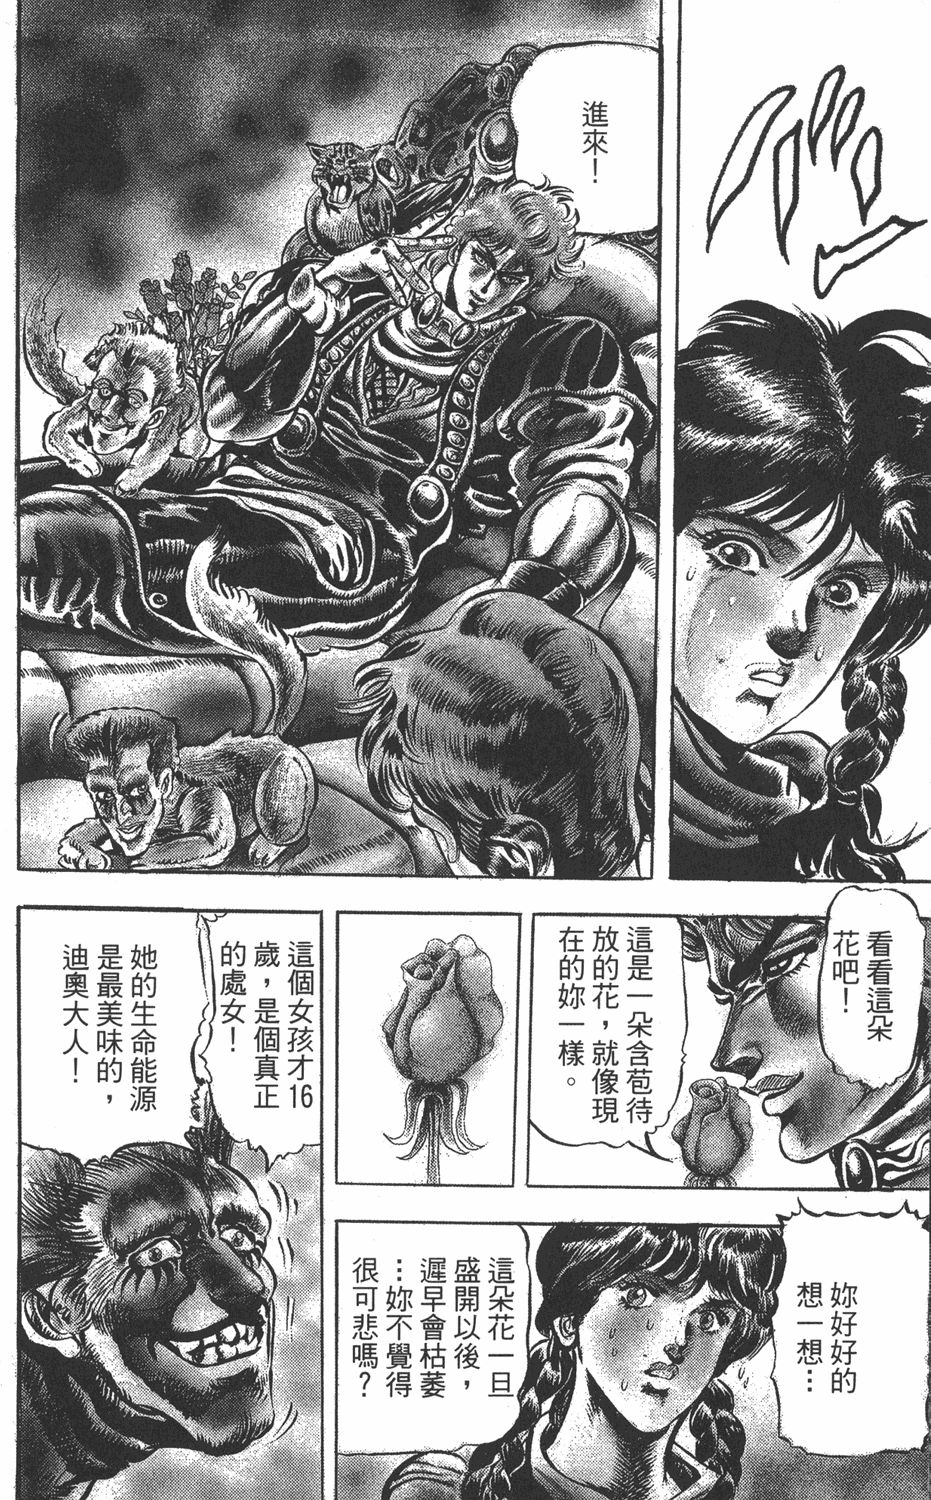 進來！
看看這朵
花吧！
這是一朵含苞待
放的花，就像現
在的妳一樣。
這個女孩才16
歲，是個真正
的處女！
她的生命能源
是最美味的，
迪奧大人！
妳好好的
想一想…
這朵花一旦
盛開以後，
遲早會枯萎
…妳不覺得
很可悲嗎？